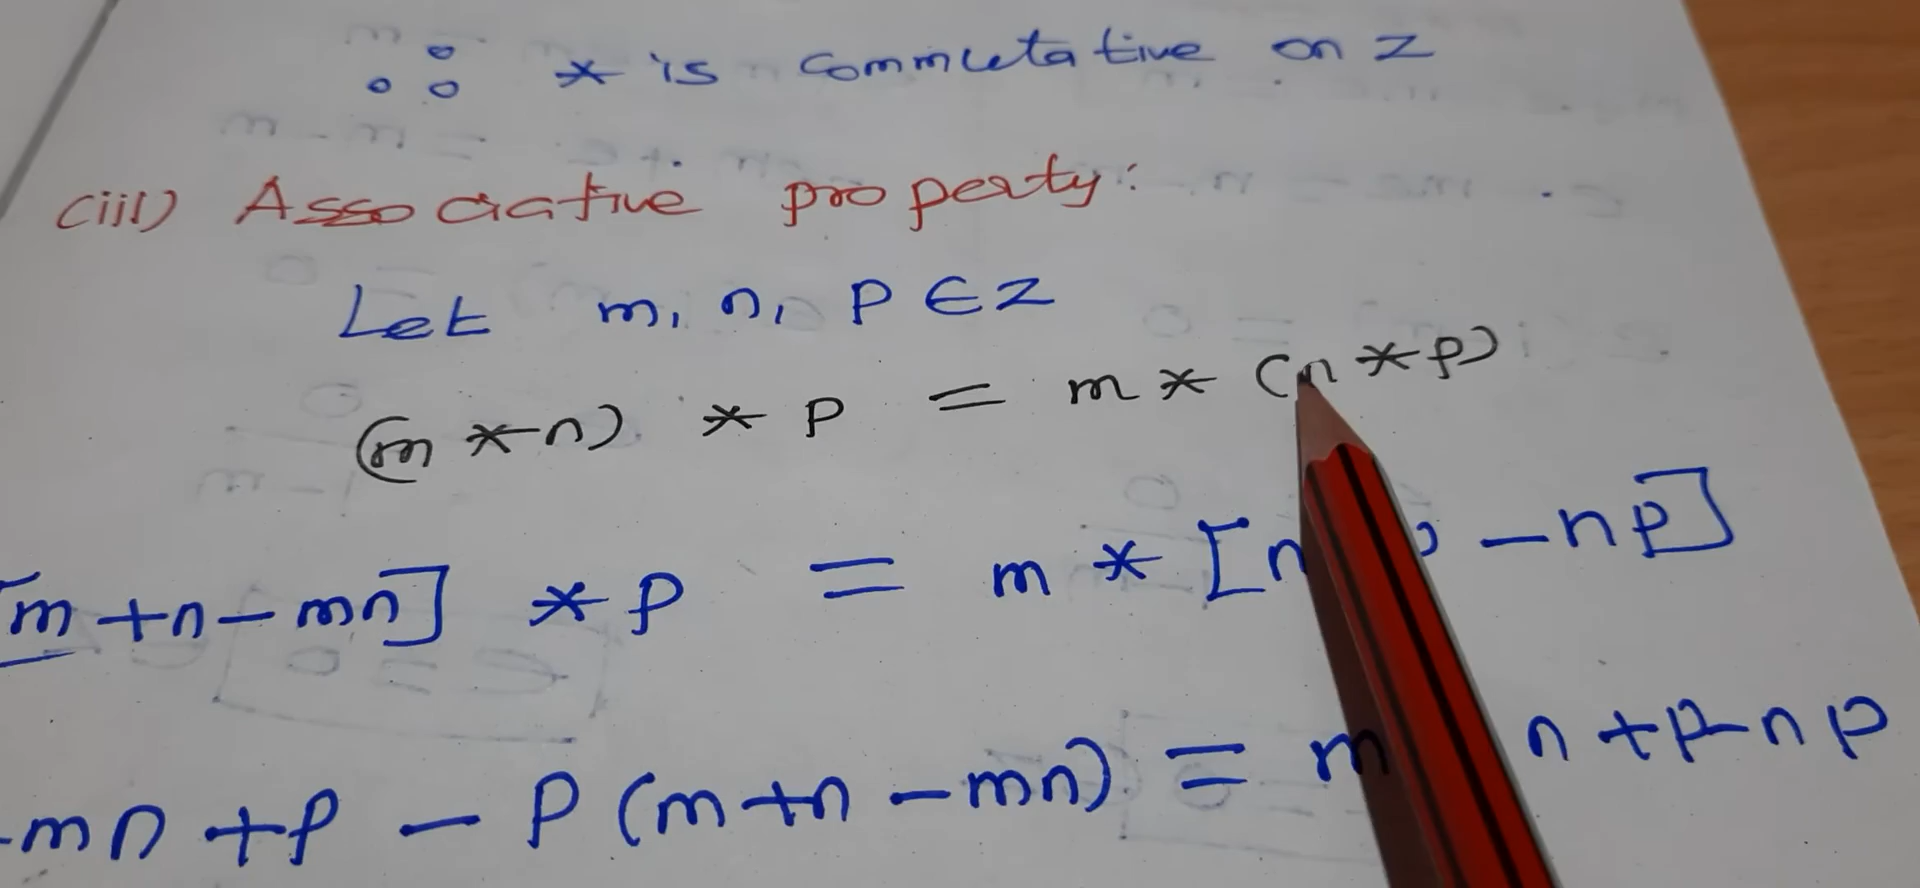 ∴ * is commutative on Z
(iii) Associative property:
Let m, n, p ∈ Z
(m * n) * p = m * (n * p)
[m + n - mn] * p = m * [n - np]
-mn + p - p(m + n - mn) = m n + p - np